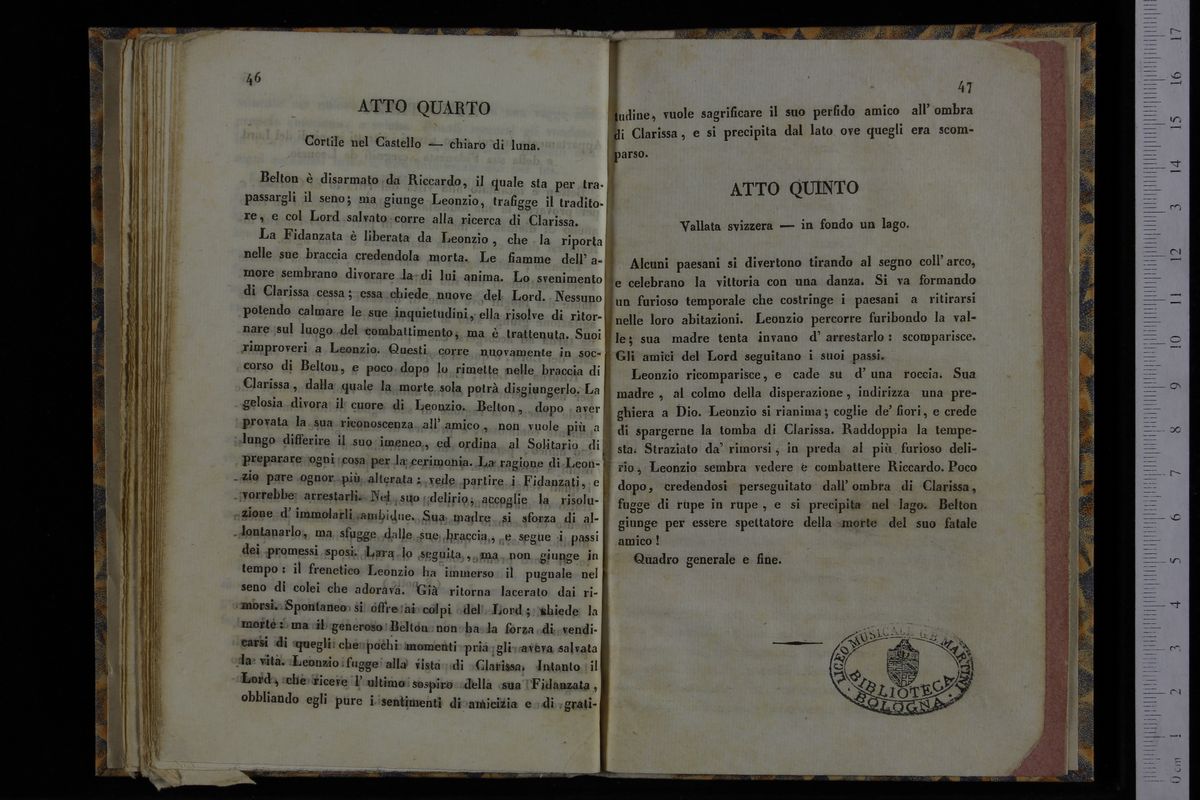 46
ATTO QUARTO
Cortile nel Castello — chiaro di luna.
Belton è disarmato da Riccardo, il quale sta per tra-
passargli il seno; ma giunge Leonzio, trafigge il tradito-
re, e col Lord salvato corre alla ricerca di Clarissa.
La Fidanzata è liberata da Leonzio, che la riporta
nelle sue braccia credendola morta. Le fiamme dell' a-
more sembrano divorare la di lui anima. Lo svenimento
di Clarissa cessa; essa chiede nuove del Lord. Nessuno
potendo calmare le sue inquietudini, ella risolve di ritor-
nare sul luogo del combattimento, ma è trattenuta. Suoi
rimproveri a Leonzio. Questi corre nuovamente in soc-
corso di Belton, e poco dopo lo rimette nelle braccia di
Clarissa, dalla quale la morte sola potrà disgiungerlo. La
gelosia divora il cuore di Leonzio. Belton, dopo aver
provata la sua riconoscenza all' amico, non vuole più a
lungo differire il suo imeneo, ed ordina al Solitario di
preparare ogni cosa per la cerimonia. La ragione di Leon-
zio pare ognor più alterata; vede partire i Fidanzati, e
vorrebbe arrestarli. Nel suo delirio, accoglie la risolu-
zione d' immolarli ambidue. Sua madre si sforza di al-
lontanarlo, ma sfugge dalle sue braccia, e segue i passi
dei promessi sposi. Lara lo seguita, ma non giunge in
tempo: il frenetico Leonzio ha immerso il pugnale nel
seno di colei che adorava. Già ritorna lacerato dai ri-
morsi. Spontaneo si offre ai colpi del Lord; chiede la
morte: ma il generoso Belton non ha la forza di vendi-
carsi di quegli che pochi momenti pria gli aveva salvata
la vita. Leonzio fugge alla vista di Clarissa. Intanto il
Lord, che riceve l' ultimo sospiro della sua Fidanzata,
obbliando egli pure i sentimenti di amicizia e di grati-
47
tudine, vuole sagrificare il suo perfido amico all' ombra
di Clarissa, e si precipita dal lato ove quegli era scom-
parso.
ATTO QUINTO
Vallata svizzera — in fondo un lago.
Alcuni paesani si divertono tirando al segno coll' arco,
e celebrano la vittoria con una danza. Si va formando
un furioso temporale che costringe i paesani a ritirarsi
nelle loro abitazioni. Leonzio percorre furibondo la val-
le; sua madre tenta invano d' arrestarlo: scomparisce.
Gli amici del Lord seguitano i suoi passi.
Leonzio ricomparisce, e cade su d' una roccia. Sua
madre, al colmo della disperazione, indirizza una pre-
ghiera a Dio. Leonzio si rianima; coglie de' fiori, e crede
di spargerne la tomba di Clarissa. Raddoppia la tempe-
sta. Straziato da' rimorsi, in preda al più furioso deli-
rio, Leonzio sembra vedere e combattere Riccardo. Poco
dopo, credendosi perseguitato dall' ombra di Clarissa,
fugge di rupe in rupe, e si precipita nel lago. Belton
giunge per essere spettatore della morte del suo fatale
amico!
Quadro generale e fine.
LICEO MUSICALE G.B. MARTINI
BIBLIOTECA
BOLOGNA
0 cm 1 2 3 4 5 6 7 8 9 10 11 12 3 14 15 16 17